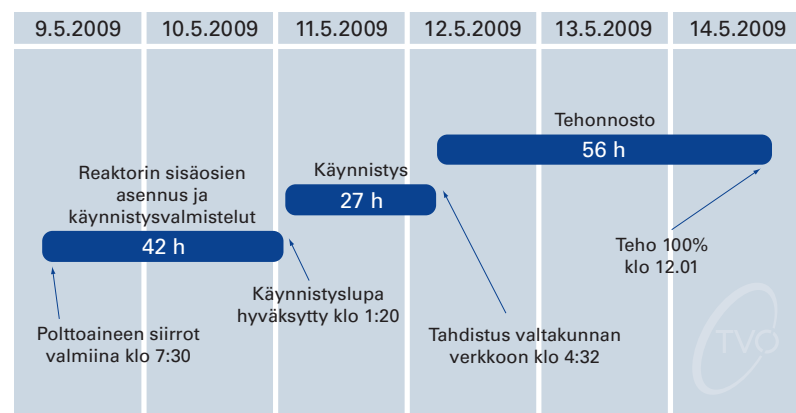 9.5.2009 10.5.2009 11.5.2009 12.5.2009 13.5.2009 14.5.2009
Tehonnosto
56 h
Käynnistys
27 h
Reaktorin sisäosien
asennus ja
käynnistysvalmistelut
42 h
Teho 100%
klo 12.01
Käynnistyslupa
hyväksytty klo 1:20
Polttoaineen siirrot
valmiina klo 7:30
Tahdistus valtakunnan
verkkoon klo 4:32
TVO